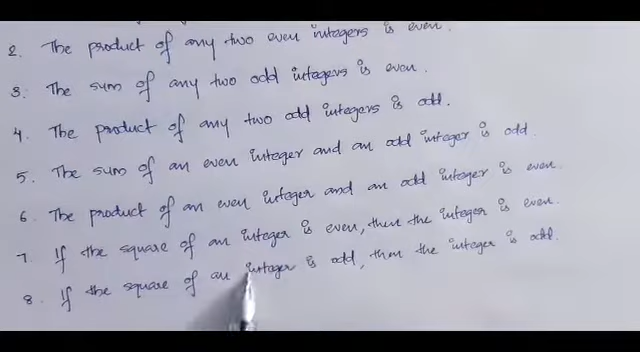 2. The product of any two even integers is even.
3. The sum of any two odd integers is even.
4. The product of any two odd integers is odd.
5. The sum of an even integer and an odd integer is odd.
6. The product of an even integer and an odd integer is even.
7. If the square of an integer is even, then the integer is even.
8. If the square of an integer is odd, then the integer is odd.